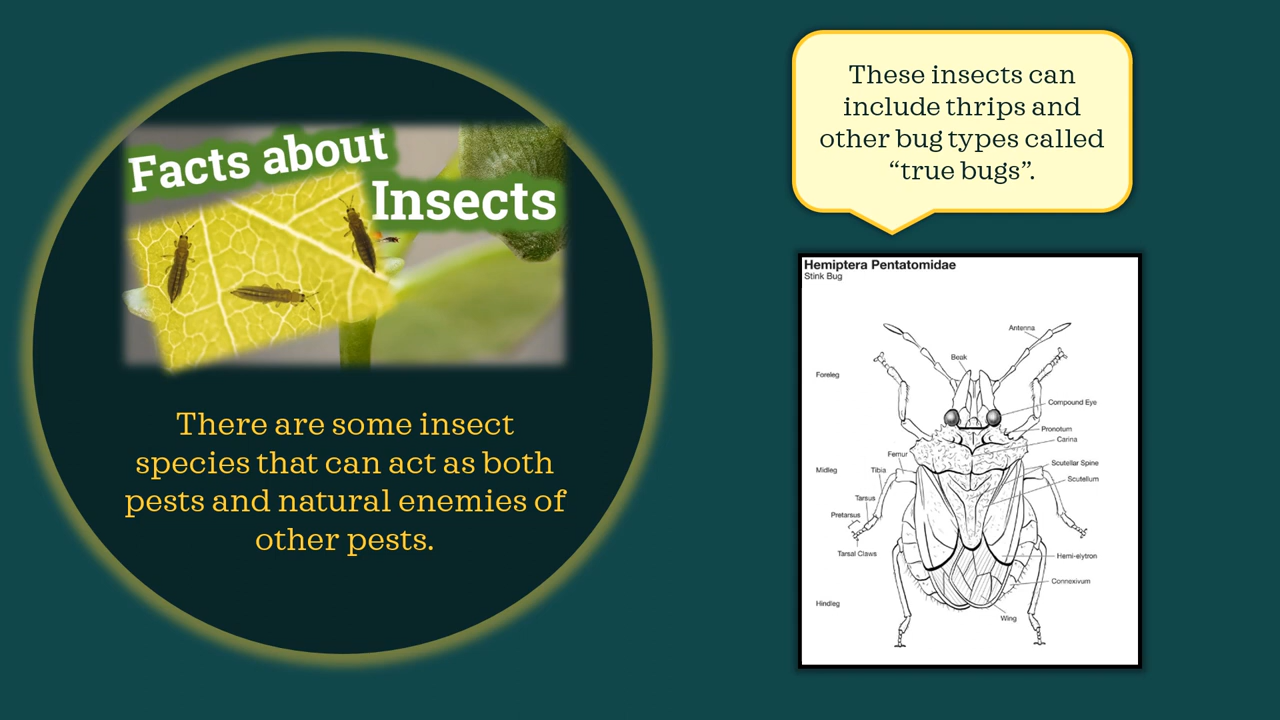 Facts about
Insects
There are some insect
species that can act as both
pests and natural enemies of
other pests.
These insects can
include thrips and
other bug types called
“true bugs”.
Hemiptera Pentatomidae
Stink Bug
Antenna
Beak
Foreleg
Compound Eye
Pronotum
Carina
Femur
Scutellar Spine
Midleg
Tibia
Scutellum
Tarsus
Pretarsus
Tarsal Claws
Hemi-elytron
Connexivum
Hindleg
Wing